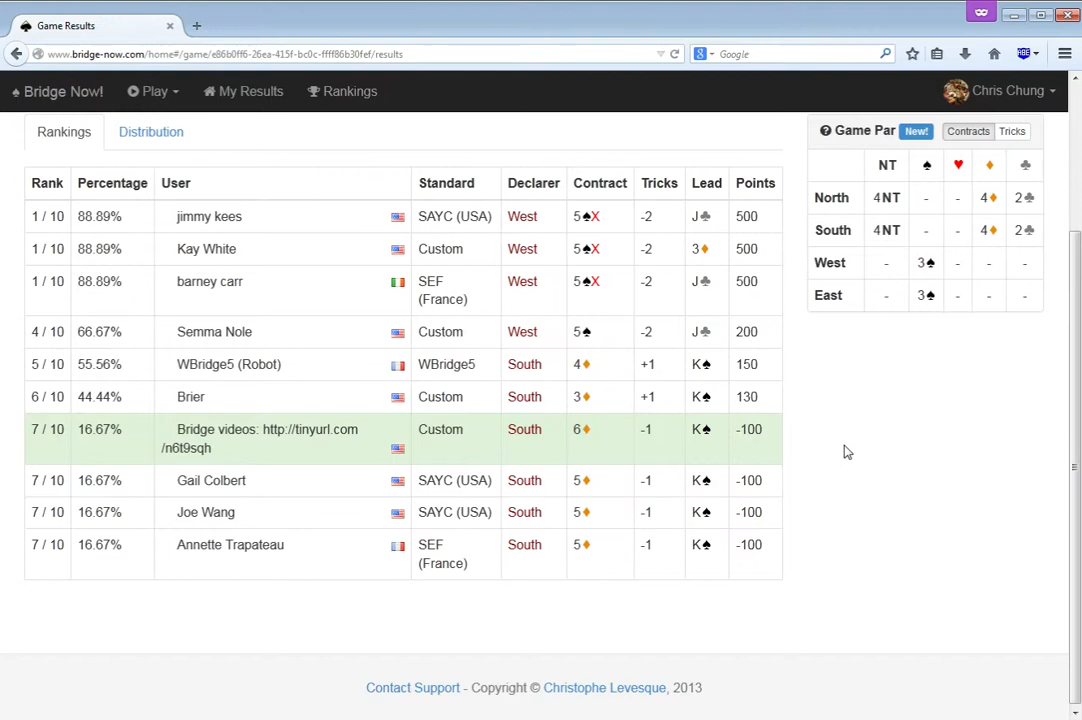 Game Results
www.bridge-now.com/home#/game/e86b0ff6-26ea-415f-bc0c-ffff86b30fef/results
Google
ABP
♠ Bridge Now! Play My Results Rankings Chris Chung
Rankings Distribution
Rank Percentage User Standard Declarer Contract Tricks Lead Points
1 / 10 88.89% jimmy kees SAYC (USA) West 5♠X -2 J♣ 500
1 / 10 88.89% Kay White Custom West 5♠X -2 3♦ 500
1 / 10 88.89% barney carr SEF (France) West 5♠X -2 J♣ 500
4 / 10 66.67% Semma Nole Custom West 5♠ -2 J♣ 200
5 / 10 55.56% WBridge5 (Robot) WBridge5 South 4♦ +1 K♠ 150
6 / 10 44.44% Brier Custom South 3♦ +1 K♠ 130
7 / 10 16.67% Bridge videos: http://tinyurl.com/n6t9sqh Custom South 6♦ -1 K♠ -100
7 / 10 16.67% Gail Colbert SAYC (USA) South 5♦ -1 K♠ -100
7 / 10 16.67% Joe Wang SAYC (USA) South 5♦ -1 K♠ -100
7 / 10 16.67% Annette Trapateau SEF (France) South 5♦ -1 K♠ -100
Game Par New! Contracts Tricks
NT ♠ ♥ ♦ ♣
North 4NT - - 4♦ 2♣
South 4NT - - 4♦ 2♣
West - 3♠ - - -
East - 3♠ - - -
Contact Support - Copyright © Christophe Levesque, 2013